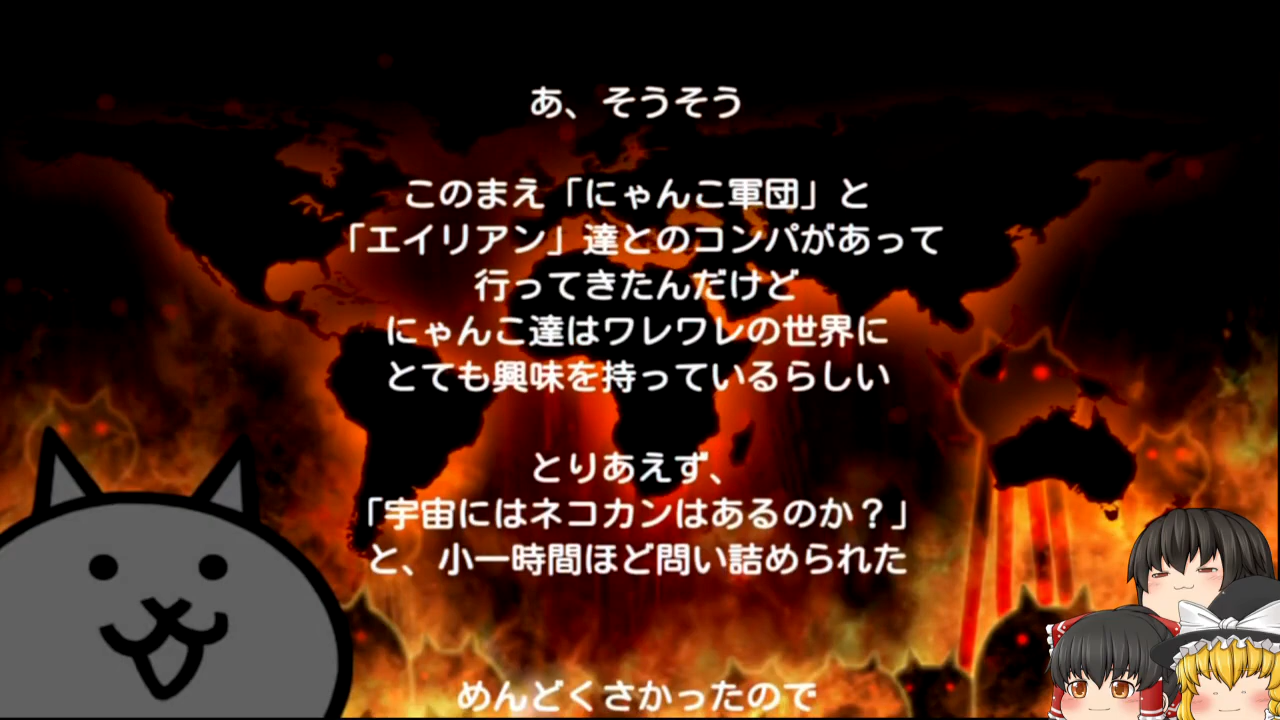 あ、そうそう
このまえ「にゃんこ軍団」と
「エイリアン」達とのコンパがあって
行ってきたんだけど
にゃんこ達はワレワレの世界に
とても興味を持っているらしい
とりあえず、
「宇宙にはネコカンはあるのか？」
と、小一時間ほど問い詰められた
めんどくさかったので